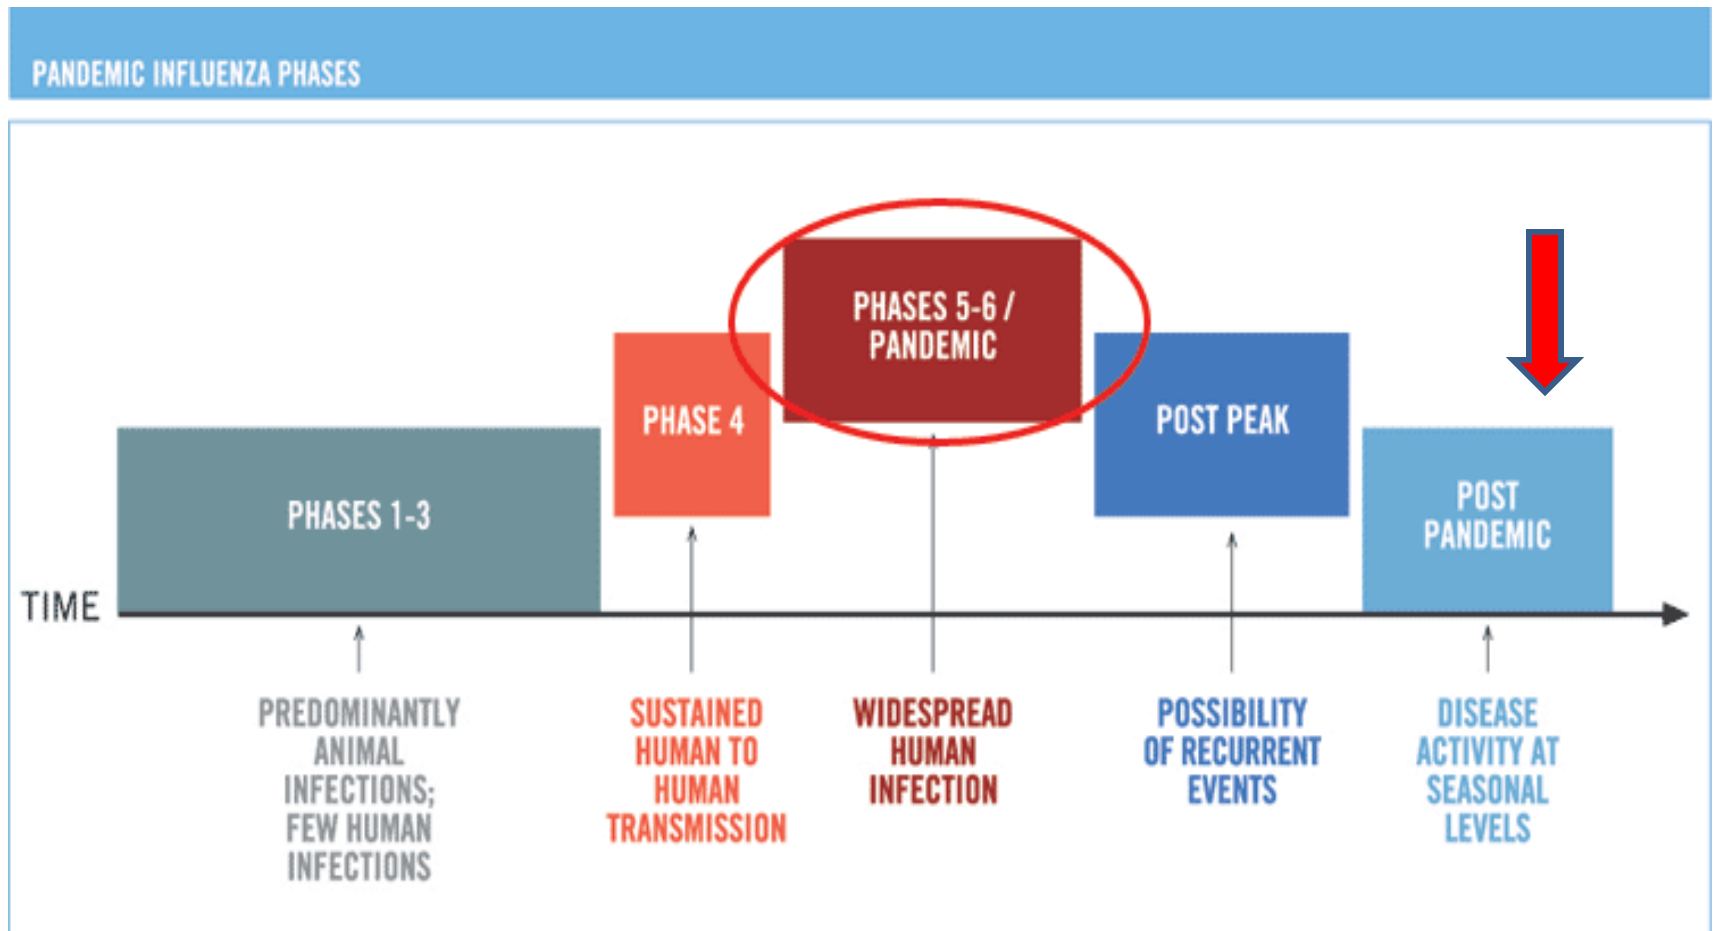 PANDEMIC INFLUENZA PHASES
PHASES 5-6 /
PANDEMIC
PHASE 4
POST PEAK
PHASES 1-3
POST
PANDEMIC
TIME
PREDOMINANTLY
ANIMAL
INFECTIONS;
FEW HUMAN
INFECTIONS
SUSTAINED
HUMAN TO
HUMAN
TRANSMISSION
WIDESPREAD
HUMAN
INFECTION
POSSIBILITY
OF RECURRENT
EVENTS
DISEASE
ACTIVITY AT
SEASONAL
LEVELS